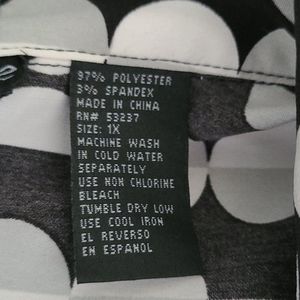 97% POLYESTER
3% SPANDEX
MADE IN CHINA
RN# 53237
SIZE: 1X
MACHINE WASH
IN COLD WATER
SEPARATELY
USE NON CHLORINE
BLEACH
TUMBLE DRY LOW
USE COOL IRON
EL REVERSO
EN ESPANOL